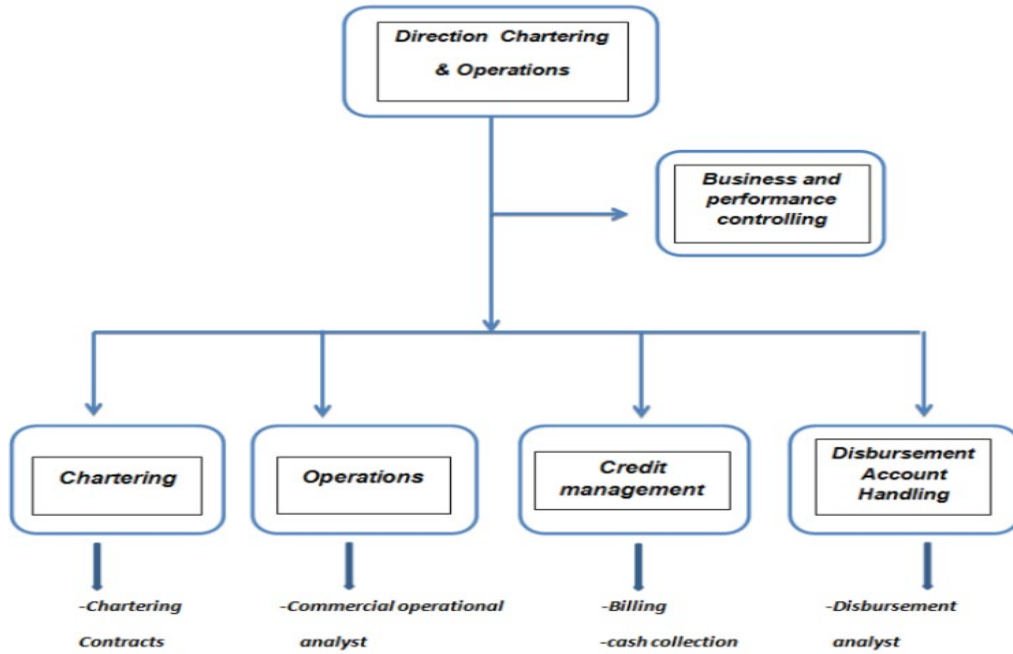 Direction Chartering
& Operations
Business and
performance
controlling
Chartering
Operations
Credit
management
Disbursement
Account
Handling
-Chartering
Contracts
-Commercial operational
analyst
-Billing
-cash collection
-Disbursement
analyst